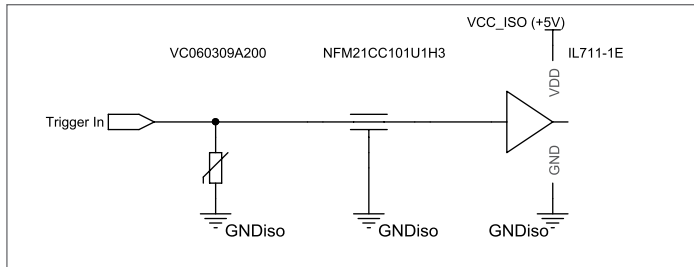 VCC_ISO (+5V)
VC060309A200 NFM21CC101U1H3 IL711-1E
VDD
Trigger In
GND
GNDiso GNDiso GNDiso